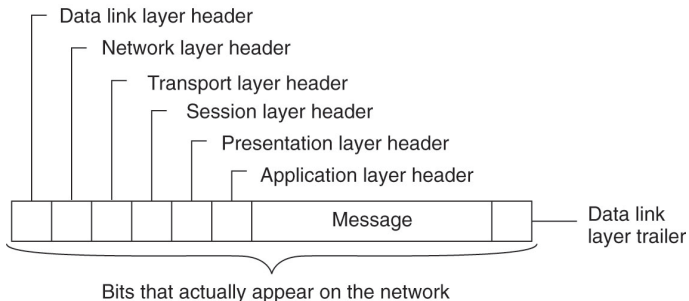 Data link layer header
Network layer header
Transport layer header
Session layer header
Presentation layer header
Application layer header
Message
Data link
layer trailer
Bits that actually appear on the network